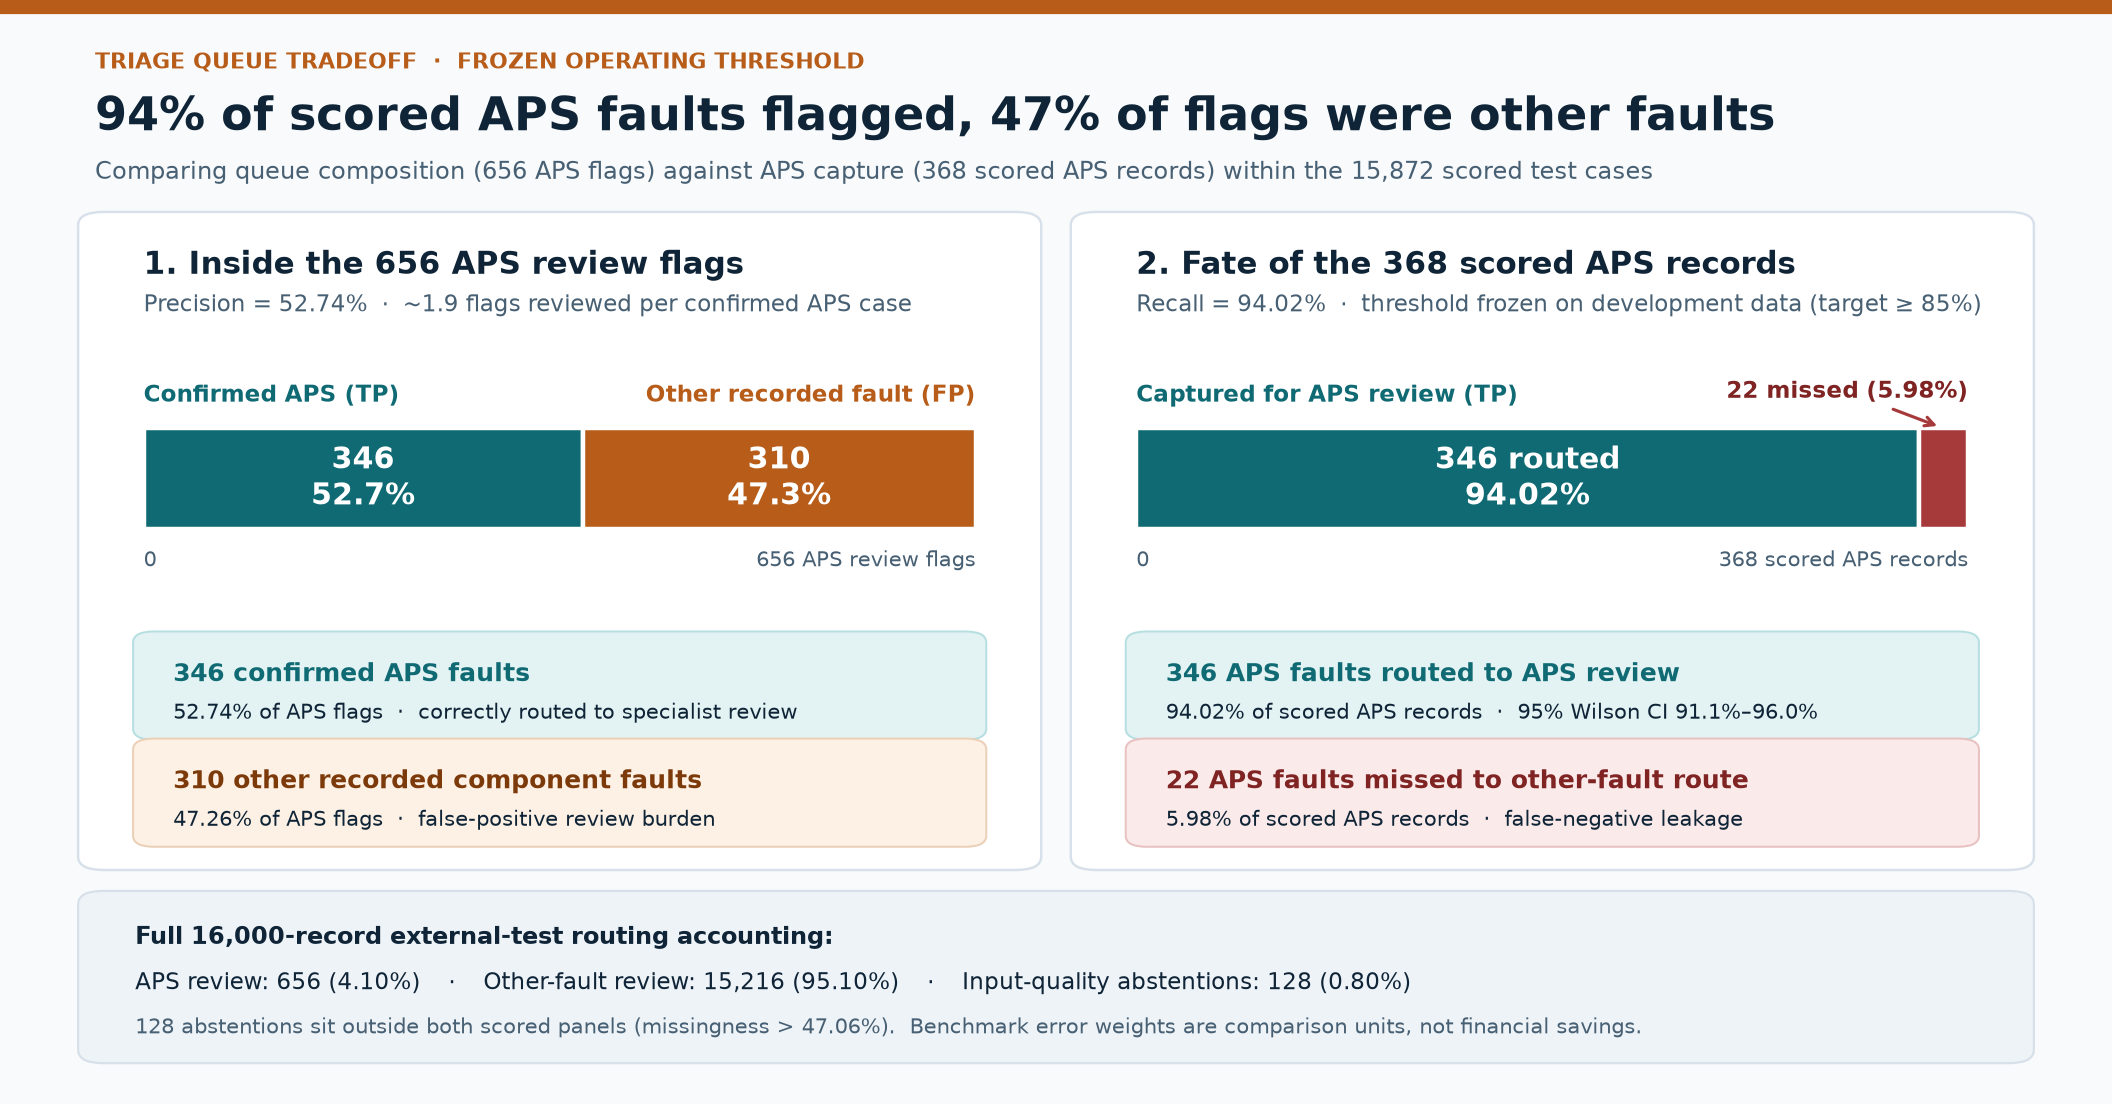 TRIAGE QUEUE TRADEOFF · FROZEN OPERATING THRESHOLD
94% of scored APS faults flagged, 47% of flags were other faults
Comparing queue composition (656 APS flags) against APS capture (368 scored APS records) within the 15,872 scored test cases
1. Inside the 656 APS review flags
Precision = 52.74% · ~1.9 flags reviewed per confirmed APS case
Confirmed APS (TP)
Other recorded fault (FP)
346
52.7%
310
47.3%
0
656 APS review flags
346 confirmed APS faults
52.74% of APS flags · correctly routed to specialist review
310 other recorded component faults
47.26% of APS flags · false-positive review burden
2. Fate of the 368 scored APS records
Recall = 94.02% · threshold frozen on development data (target ≥ 85%)
Captured for APS review (TP)
22 missed (5.98%)
346 routed
94.02%
0
368 scored APS records
346 APS faults routed to APS review
94.02% of scored APS records · 95% Wilson CI 91.1%–96.0%
22 APS faults missed to other-fault route
5.98% of scored APS records · false-negative leakage
Full 16,000-record external-test routing accounting:
APS review: 656 (4.10%) · Other-fault review: 15,216 (95.10%) · Input-quality abstentions: 128 (0.80%)
128 abstentions sit outside both scored panels (missingness > 47.06%). Benchmark error weights are comparison units, not financial savings.